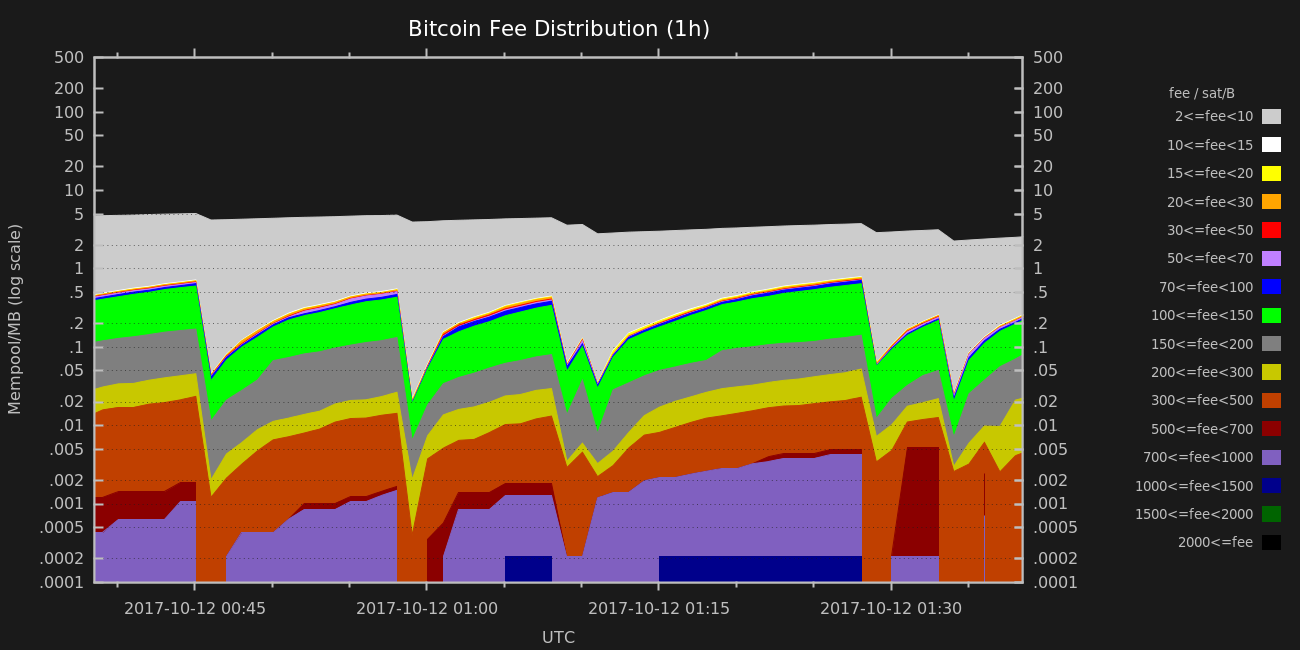 Bitcoin Fee Distribution (1h)
Mempool/MB (log scale)
500
200
100
50
20
10
5
2
1
.5
.2
.1
.05
.02
.01
.005
.002
.001
.0005
.0002
.0001
500
200
100
50
20
10
5
2
1
.5
.2
.1
.05
.02
.01
.005
.002
.001
.0005
.0002
.0001
2017-10-12 00:45
2017-10-12 01:00
2017-10-12 01:15
2017-10-12 01:30
UTC
fee / sat/B
2<=fee<10
10<=fee<15
15<=fee<20
20<=fee<30
30<=fee<50
50<=fee<70
70<=fee<100
100<=fee<150
150<=fee<200
200<=fee<300
300<=fee<500
500<=fee<700
700<=fee<1000
1000<=fee<1500
1500<=fee<2000
2000<=fee